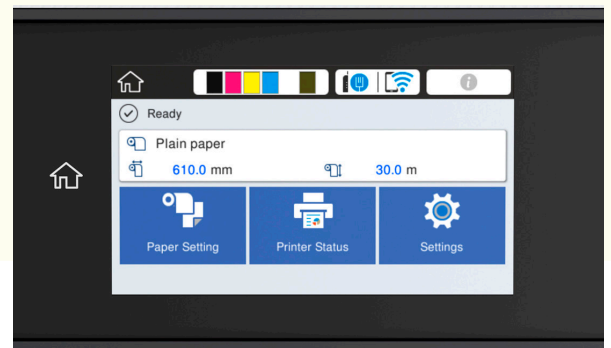 Ready
Plain paper
610.0 mm 30.0 m
Paper Setting Printer Status Settings